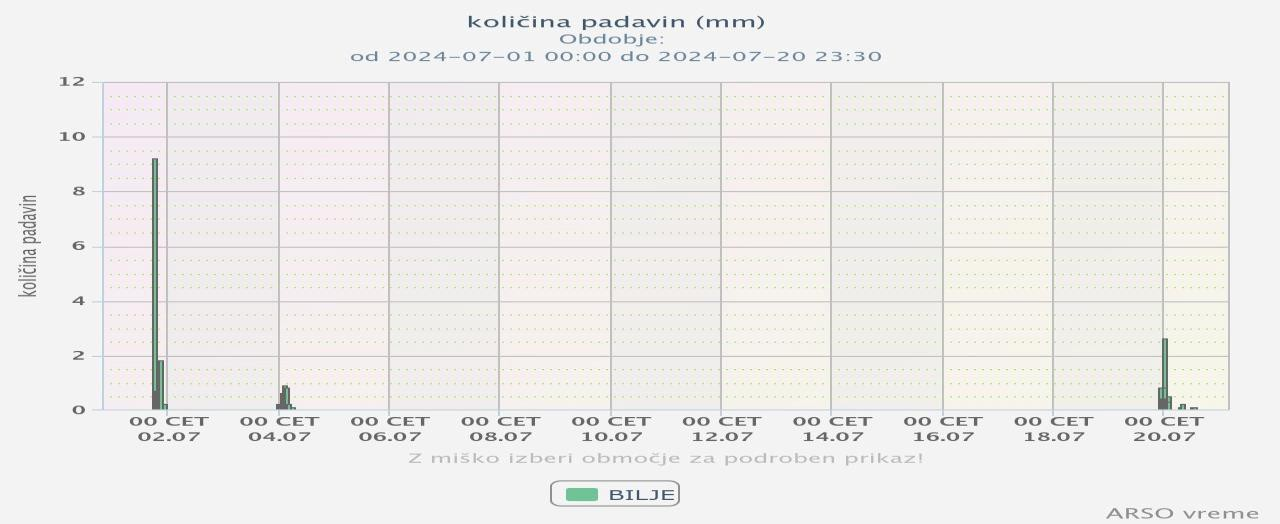 količina padavin (mm)
Obdobje:
od 2024-07-01 00:00 do 2024-07-20 23:30
količina padavin
12
10
8
6
4
2
0
00 CET 00 CET 00 CET 00 CET 00 CET 00 CET 00 CET 00 CET 00 CET 00 CET
02.07 04.07 06.07 08.07 10.07 12.07 14.07 16.07 18.07 20.07
Z miško izberi območje za podroben prikaz!
BILJE
ARSO vreme